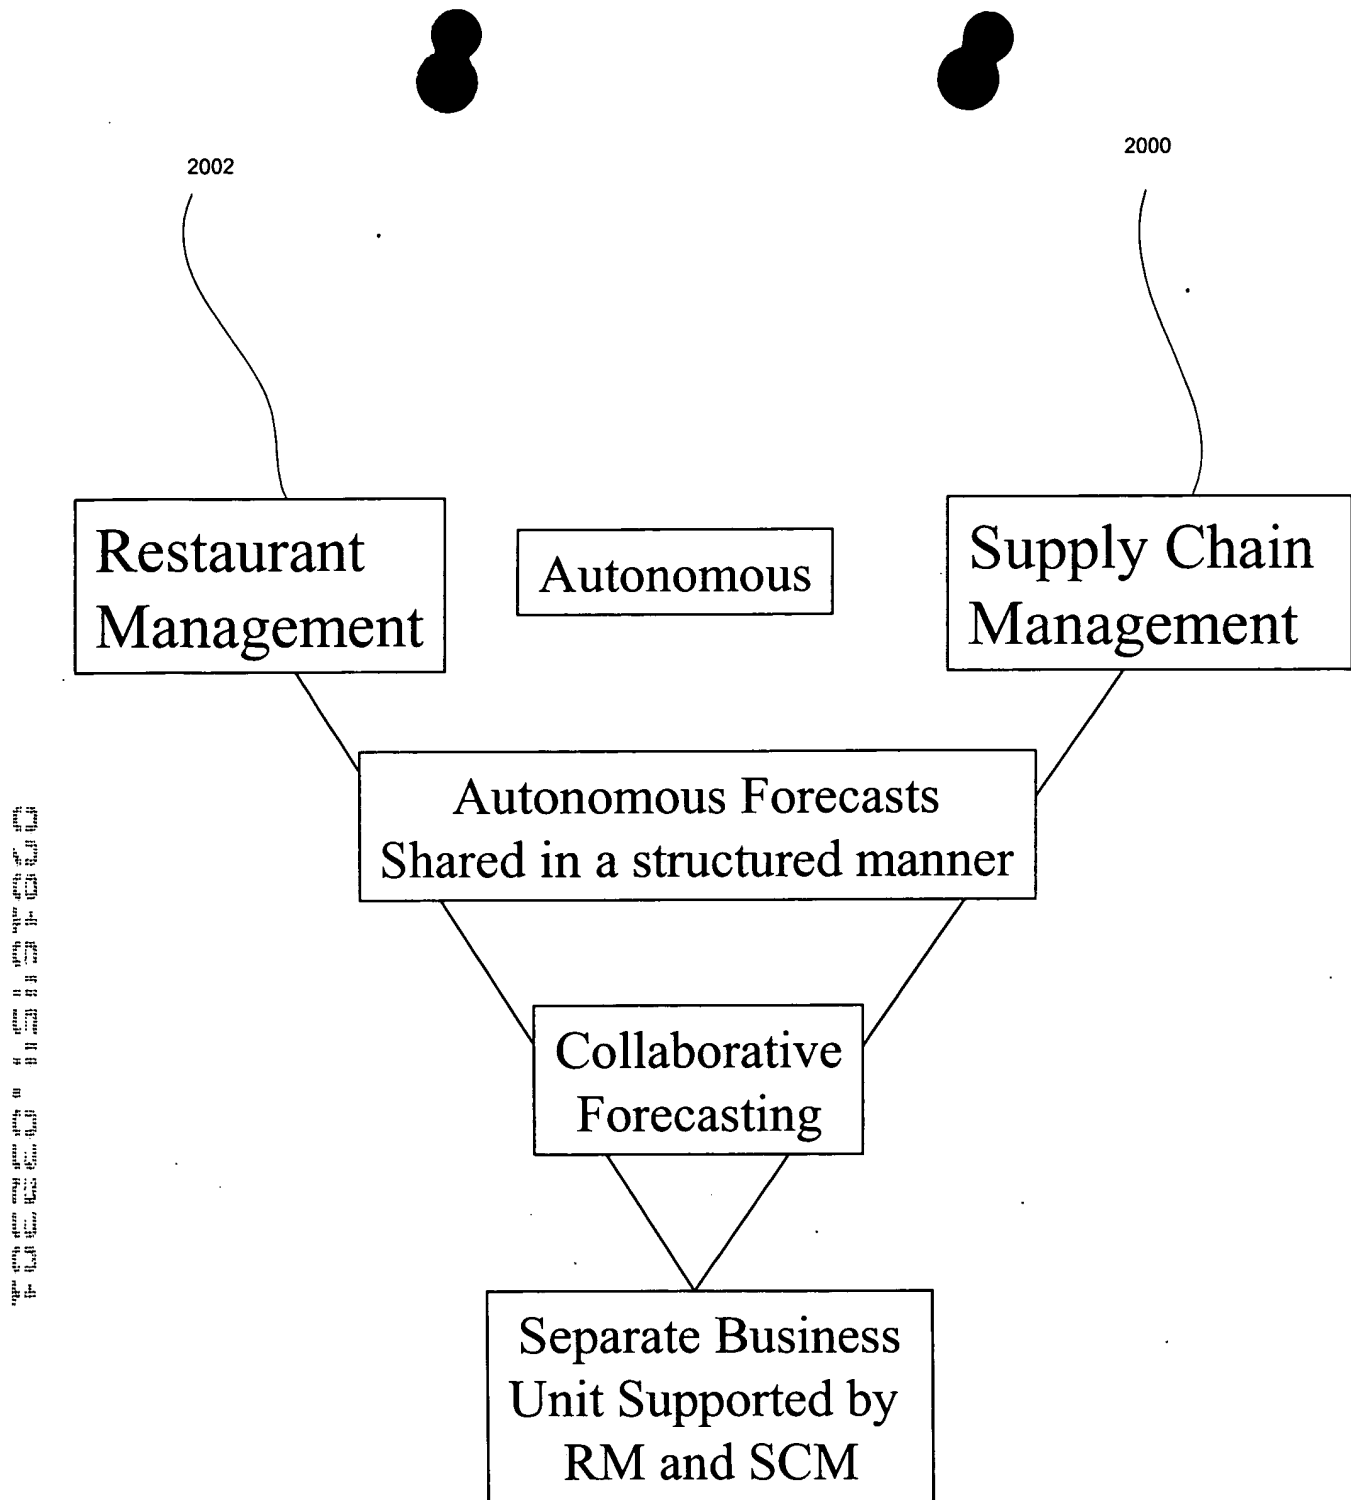 2002
2000
Restaurant
Management
Autonomous
Supply Chain
Management
Autonomous Forecasts
Shared in a structured manner
Collaborative
Forecasting
Separate Business
Unit Supported by
RM and SCM